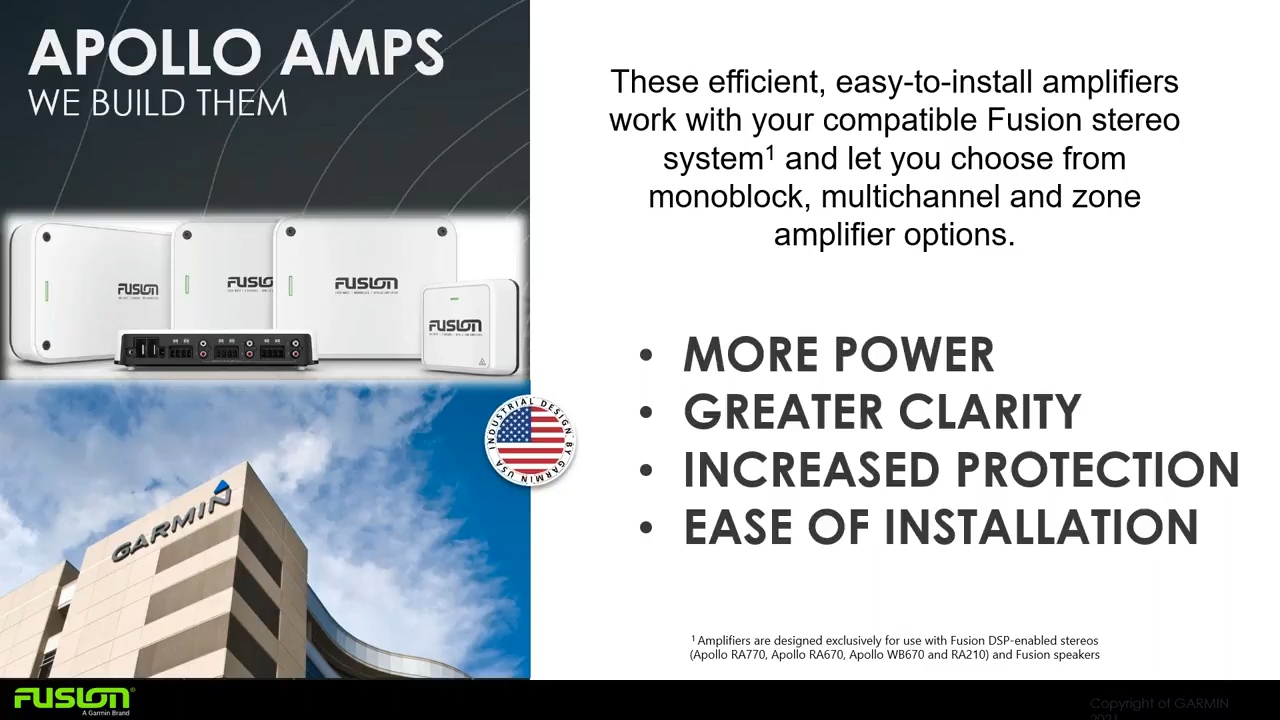 APOLLO AMPS
WE BUILD THEM
These efficient, easy-to-install amplifiers
work with your compatible Fusion stereo
system¹ and let you choose from
monoblock, multichannel and zone
amplifier options.
FUSION
FUSION
FUSION
FUSION
• MORE POWER
• GREATER CLARITY
• INCREASED PROTECTION
• EASE OF INSTALLATION
INDUSTRIAL DESIGN BY GARMIN USA
GARMIN
¹ Amplifiers are designed exclusively for use with Fusion DSP-enabled stereos
(Apollo RA770, Apollo RA670, Apollo WB670 and RA210) and Fusion speakers
FUSION®
A Garmin Brand
Copyright of GARMIN